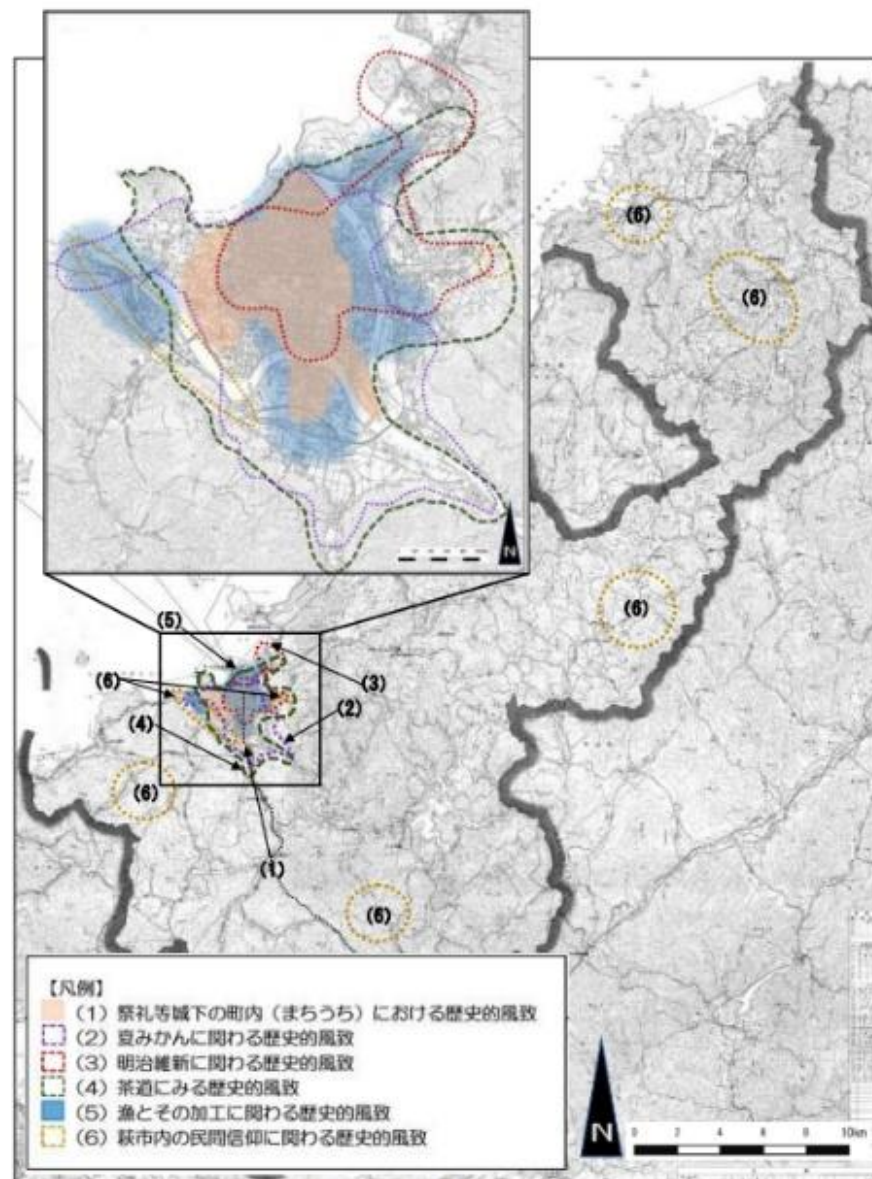 N
(6)
(6)
(6)
(5)
(3)
(6)
(2)
(4)
(6)
(1)
(6)
【凡例】
(1) 祭礼等城下の町内（まちうち）における歴史的風致
(2) 夏みかんに関わる歴史的風致
(3) 明治維新に関わる歴史的風致
(4) 茶道にみる歴史的風致
(5) 漁とその加工に関わる歴史的風致
(6) 萩市内の民間信仰に関わる歴史的風致
N
0 2 4 6 8 10km